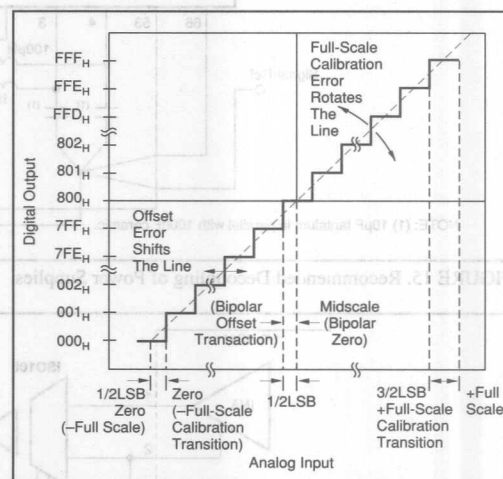 FFF_H
FFE_H
FFD_H
802_H
801_H
800_H
7FF_H
7FE_H
002_H
001_H
000_H
Digital Output
Full-Scale
Calibration
Error
Rotates
The
Line
Offset
Error
Shifts
The Line
(Bipolar
Offset
Transaction)
Midscale
(Bipolar
Zero)
1/2LSB
Zero
(–Full Scale)
Zero
(–Full-Scale
Calibration
Transition)
1/2LSB
3/2LSB
+Full-Scale
Calibration
Transition
+Full
Scale
Analog Input